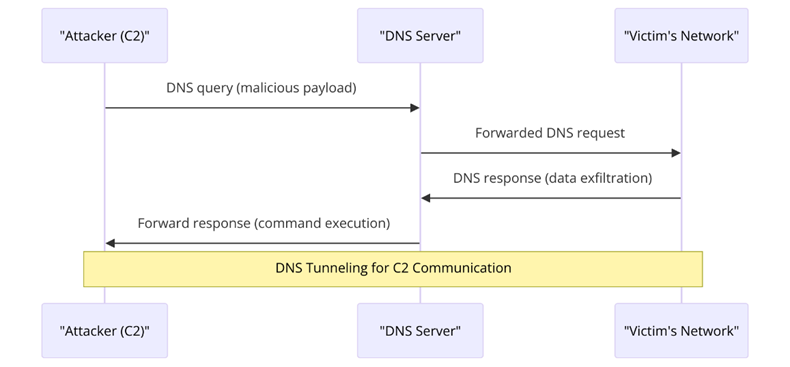 "Attacker (C2)" "DNS Server" "Victim's Network"
DNS query (malicious payload)
Forwarded DNS request
DNS response (data exfiltration)
Forward response (command execution)
DNS Tunneling for C2 Communication
"Attacker (C2)" "DNS Server" "Victim's Network"